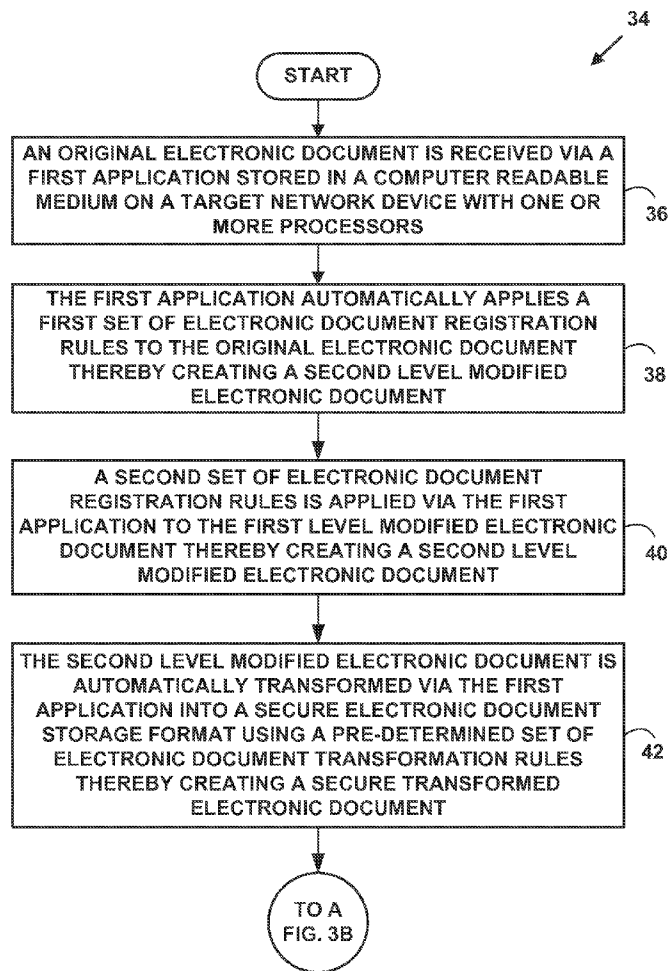 34
START
AN ORIGINAL ELECTRONIC DOCUMENT IS RECEIVED VIA A
FIRST APPLICATION STORED IN A COMPUTER READABLE
MEDIUM ON A TARGET NETWORK DEVICE WITH ONE OR
MORE PROCESSORS
36
THE FIRST APPLICATION AUTOMATICALLY APPLIES A
FIRST SET OF ELECTRONIC DOCUMENT REGISTRATION
RULES TO THE ORIGINAL ELECTRONIC DOCUMENT
THEREBY CREATING A SECOND LEVEL MODIFIED
ELECTRONIC DOCUMENT
38
A SECOND SET OF ELECTRONIC DOCUMENT
REGISTRATION RULES IS APPLIED VIA THE FIRST
APPLICATION TO THE FIRST LEVEL MODIFIED ELECTRONIC
DOCUMENT THEREBY CREATING A SECOND LEVEL
MODIFIED ELECTRONIC DOCUMENT
40
THE SECOND LEVEL MODIFIED ELECTRONIC DOCUMENT IS
AUTOMATICALLY TRANSFORMED VIA THE FIRST
APPLICATION INTO A SECURE ELECTRONIC DOCUMENT
STORAGE FORMAT USING A PRE-DETERMINED SET OF
ELECTRONIC DOCUMENT TRANSFORMATION RULES
THEREBY CREATING A SECURE TRANSFORMED
ELECTRONIC DOCUMENT
42
TO A
FIG. 3B